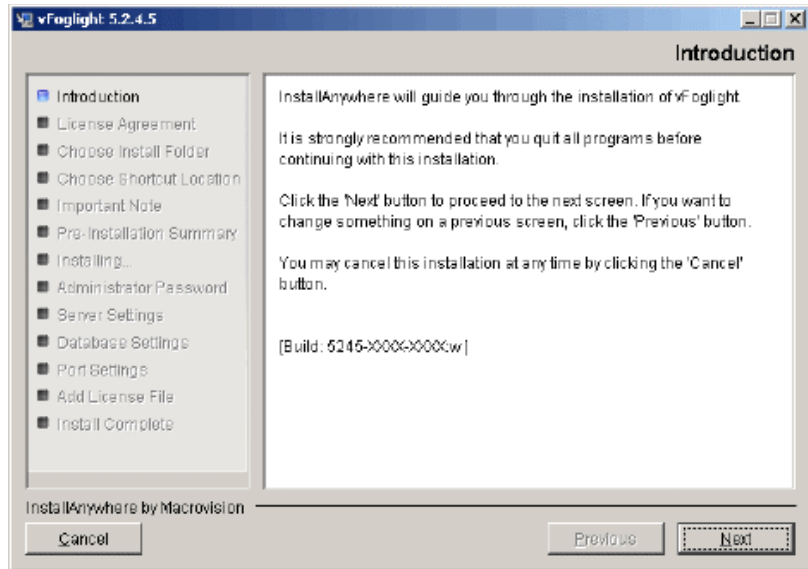 vFoglight 5.2.4.5
Introduction
Introduction
License Agreement
Choose Install Folder
Choose Shortcut Location
Important Note
Pre-Installation Summary
Installing...
Administrator Password
Server Settings
Database Settings
Port Settings
Add License File
Install Complete
InstallAnywhere will guide you through the installation of vFoglight.
It is strongly recommended that you quit all programs before
continuing with this installation.
Click the 'Next' button to proceed to the next screen. If you want to
change something on a previous screen, click the 'Previous' button.
You may cancel this installation at any time by clicking the 'Cancel'
button.
[Build: 5245-XXXX-XXXX;w]
InstallAnywhere by Macrovision
Cancel
Previous
Next